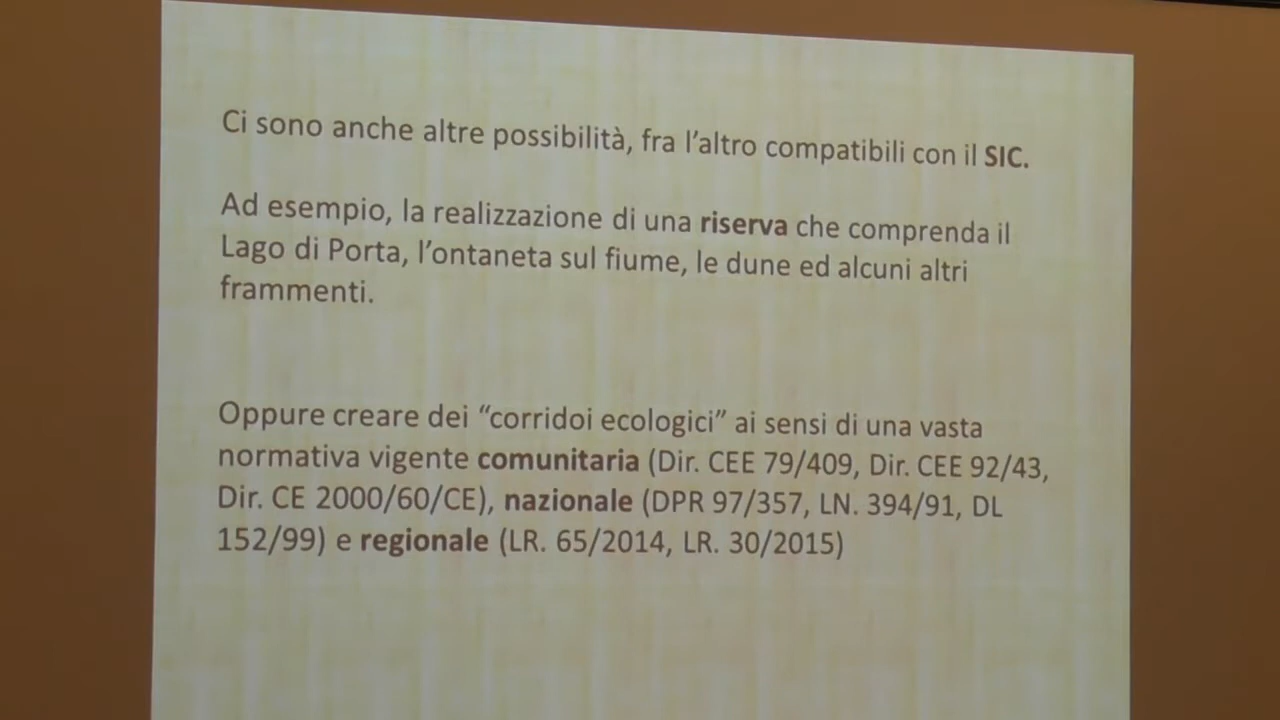 Ci sono anche altre possibilità, fra l’altro compatibili con il SIC.
Ad esempio, la realizzazione di una riserva che comprenda il
Lago di Porta, l’ontaneta sul fiume, le dune ed alcuni altri
frammenti.
Oppure creare dei “corridoi ecologici” ai sensi di una vasta
normativa vigente comunitaria (Dir. CEE 79/409, Dir. CEE 92/43,
Dir. CE 2000/60/CE), nazionale (DPR 97/357, LN. 394/91, DL
152/99) e regionale (LR. 65/2014, LR. 30/2015)